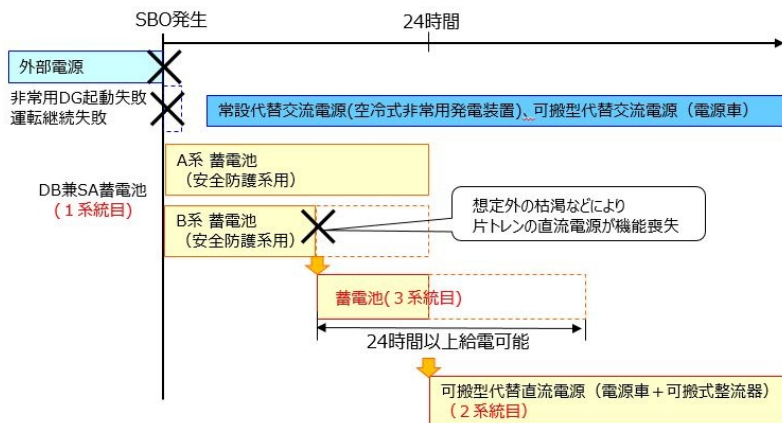 SBO発生
24時間
外部電源
非常用DG起動失敗
運転継続失敗
常設代替交流電源(空冷式非常用発電装置)、可搬型代替交流電源（電源車）
DB兼SA蓄電池
(１系統目)
A系 蓄電池
（安全防護系用）
B系 蓄電池
（安全防護系用）
想定外の枯渇などにより
片トレンの直流電源が機能喪失
蓄電池(３系統目)
24時間以上給電可能
可搬型代替直流電源（電源車＋可搬式整流器）
（２系統目）